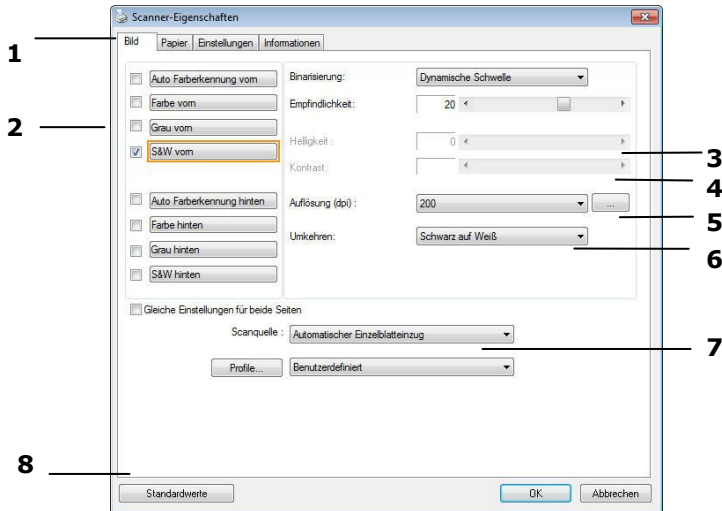 Scanner-Eigenschaften
1
Bild Papier Einstellungen Informationen
Auto Farberkennung vorn
Binarisierung: Dynamische Schwelle
Farbe vorn
Empfindlichkeit: 20
2
Grau vorn
Helligkeit : 0
3
S&W vorn
Kontrast :
4
Auto Farberkennung hinten
Auflösung (dpi) : 200 ...
5
Farbe hinten
Umkehren: Schwarz auf Weiß
6
Grau hinten
S&W hinten
Gleiche Einstellungen für beide Seiten
Scanquelle : Automatischer Einzelblatteinzug
7
Profile... Benutzerdefiniert
8
Standardwerte OK Abbrechen